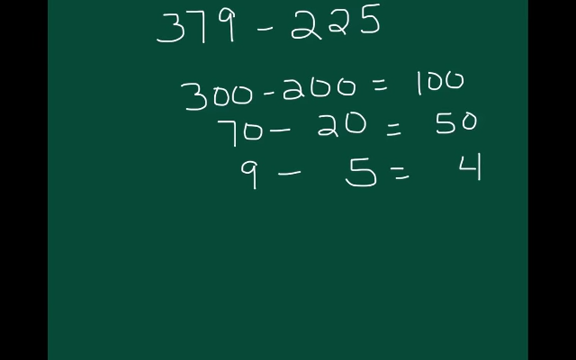 379 - 225
300 - 200 = 100
70 - 20 = 50
9 - 5 = 4